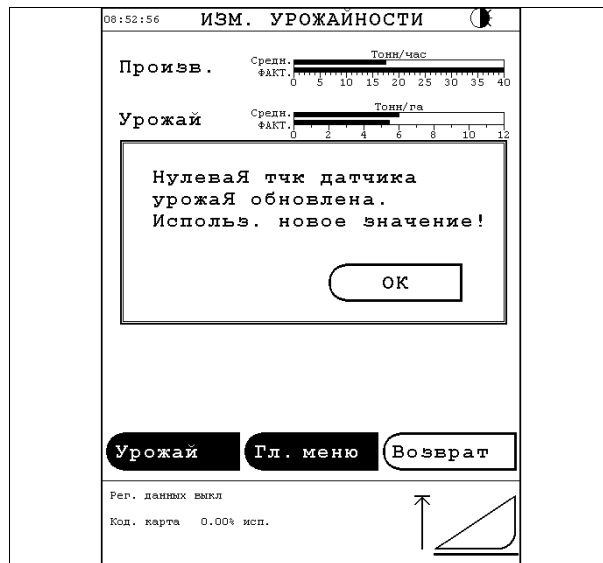 08:52:56 ИЗМ. УРОЖАЙНОСТИ
Тонн/час
Произв. Средн.
ФАКТ.
0 5 10 15 20 25 30 35 40
Тонн/га
Урожай Средн.
ФАКТ.
0 2 4 6 8 10 12
НулеваЯ тчк датчика
урожаЯ обновлена.
Использ. новое значение!
ОК
Урожай Гл. меню Возврат
Рег. данных выкл
Код. карта 0.00% исп.